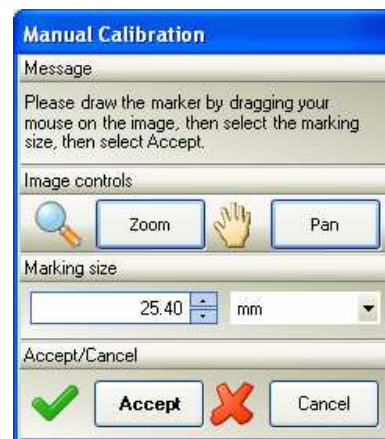 Manual Calibration
Message
Please draw the marker by dragging your
mouse on the image, then select the marking
size, then select Accept.
Image controls
Zoom
Pan
Marking size
25.40
mm
Accept/Cancel
Accept
Cancel